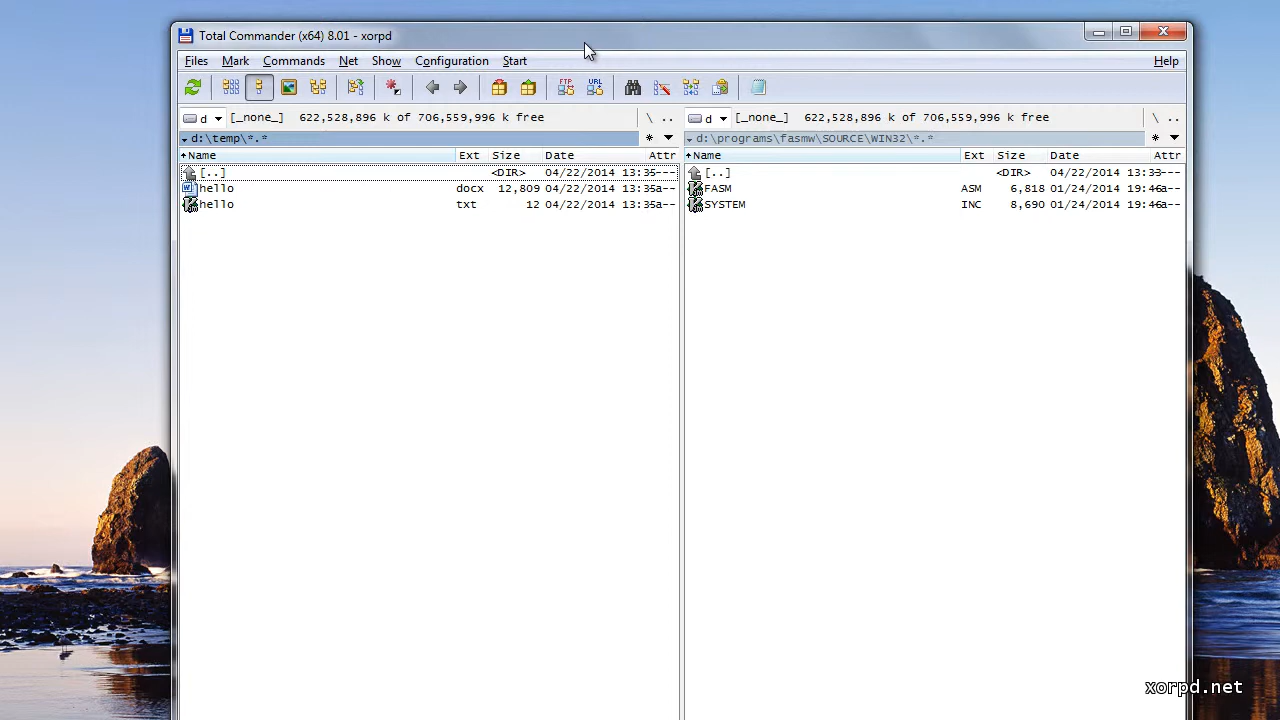 Total Commander (x64) 8.01 - xorpd
Files Mark Commands Net Show Configuration Start Help
FTP URL
d [_none_] 622,528,896 k of 706,559,996 k free \ ..
d:\temp\*.* *
Name Ext Size Date Attr
[..] <DIR> 04/22/2014 13:35---
hello docx 12,809 04/22/2014 13:35a--
hello txt 12 04/22/2014 13:35a--
d [_none_] 622,528,896 k of 706,559,996 k free \ ..
d:\programs\fasmw\SOURCE\WIN32\*.* *
Name Ext Size Date Attr
[..] <DIR> 04/22/2014 13:33---
FASM ASM 6,818 01/24/2014 19:46a--
SYSTEM INC 8,690 01/24/2014 19:46a--
xorpd.net